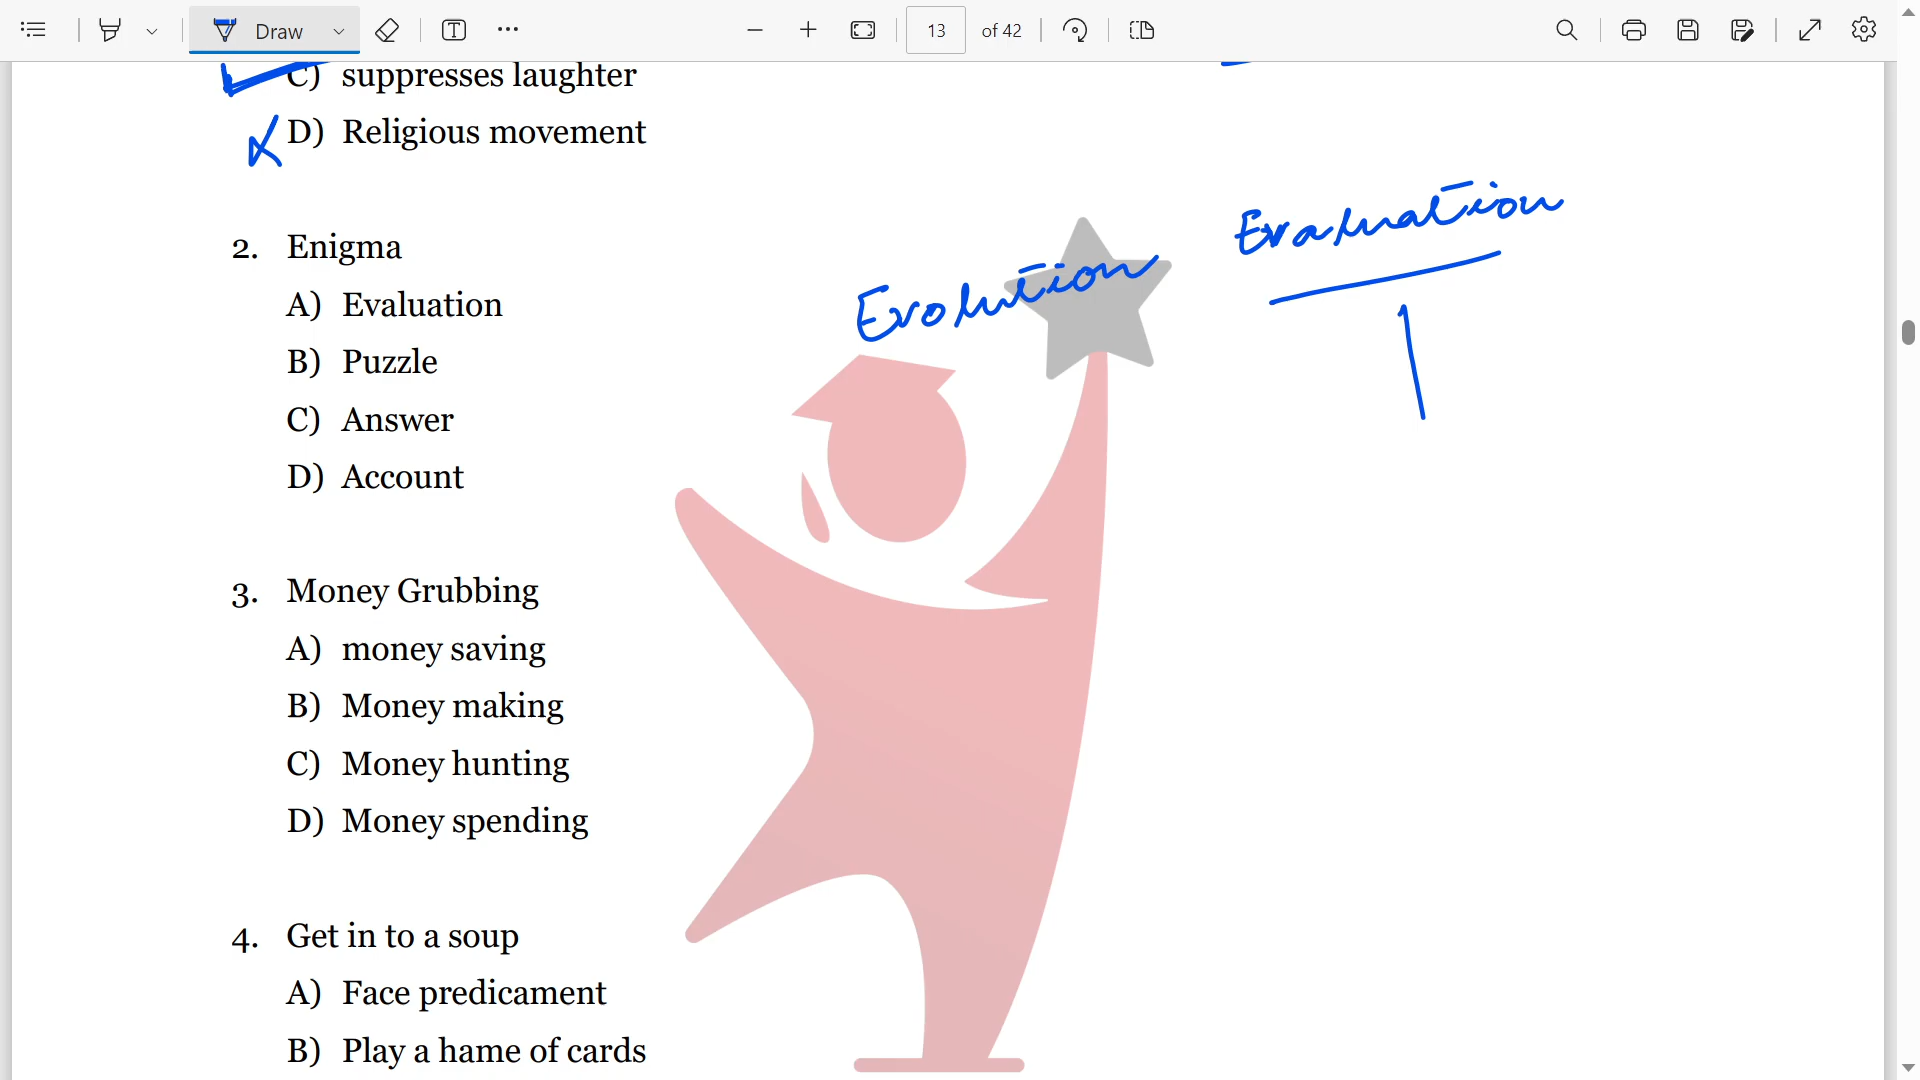 Draw
13 of 42
C) suppresses laughter
D) Religious movement
2. Enigma
A) Evaluation
B) Puzzle
C) Answer
D) Account
Evolution
Evaluation
3. Money Grubbing
A) money saving
B) Money making
C) Money hunting
D) Money spending
4. Get in to a soup
A) Face predicament
B) Play a hame of cards